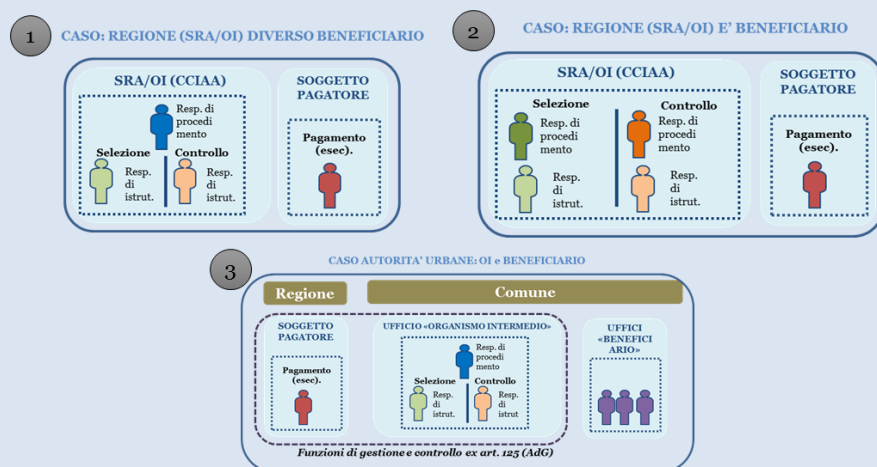 1
CASO: REGIONE (SRA/OI) DIVERSO BENEFICIARIO
SRA/OI (CCIAA)
Resp. di
procedi
mento
Selezione
Controllo
Resp.
di
istrut.
Resp.
di
istrut.
SOGGETTO
PAGATORE
Pagamento
(esec).
2
CASO: REGIONE (SRA/OI) E' BENEFICIARIO
SRA/OI (CCIAA)
Selezione
Resp. di
procedi
mento
Resp.
di
istrut.
Controllo
Resp. di
procedi
mento
Resp.
di
istrut.
SOGGETTO
PAGATORE
Pagamento
(esec).
3
CASO AUTORITA' URBANE: OI e BENEFICIARIO
Regione
Comune
SOGGETTO
PAGATORE
Pagamento
(esec).
UFFICIO «ORGANISMO INTERMEDIO»
Resp. di
procedi
mento
Selezione
Controllo
Resp.
di
istrut.
Resp.
di
istrut
UFFICI
«BENEFICI
ARIO»
Funzioni di gestione e controllo ex art. 125 (AdG)